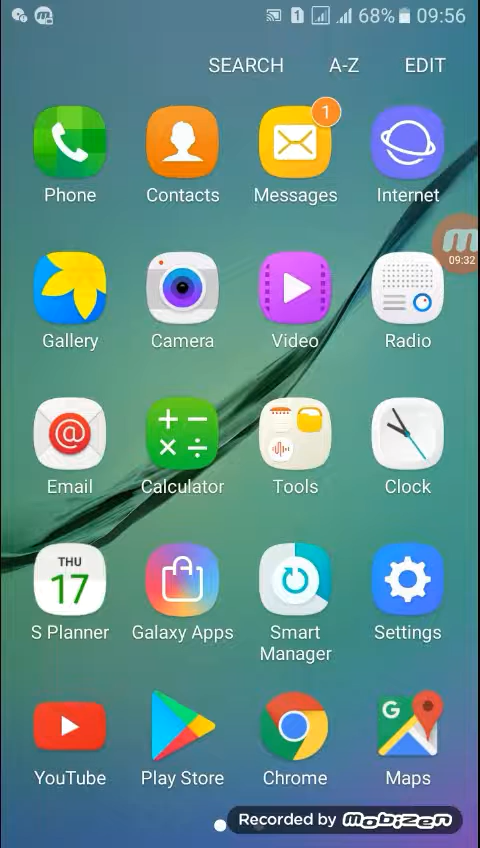 1 68% 09:56
SEARCH A-Z EDIT
1
Phone Contacts Messages Internet
m
09:32
Gallery Camera Video Radio
@
Email Calculator Tools Clock
THU
17
S Planner Galaxy Apps Smart Manager Settings
G
YouTube Play Store Chrome Maps
Recorded by mobizen